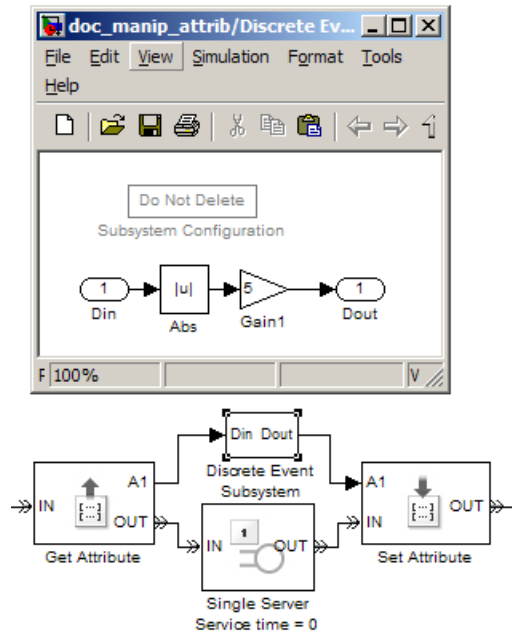 doc_manip_attrib/Discrete Ev...
File Edit View Simulation Format Tools
Help
Do Not Delete
Subsystem Configuration
1 |u| 5 1
Din Abs Gain1 Dout
F 100% V
Din Dout
Discrete Event
Subsystem
IN A1 OUT
[...]
Get Attribute
IN 1 OUT
Single Server
Service time = 0
A1 IN OUT
[...]
Set Attribute